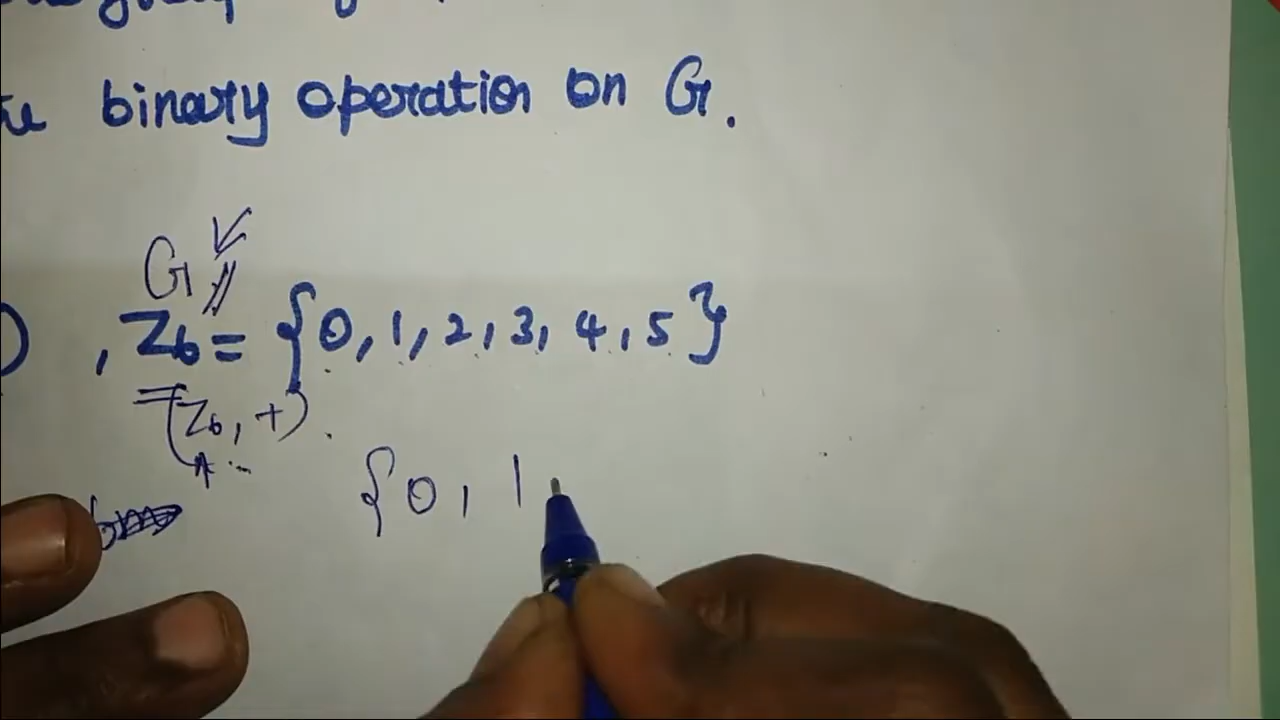 binary operation on G.
G
, Z6 = {0, 1, 2, 3, 4, 5}
(Z6, +).
{0, 1